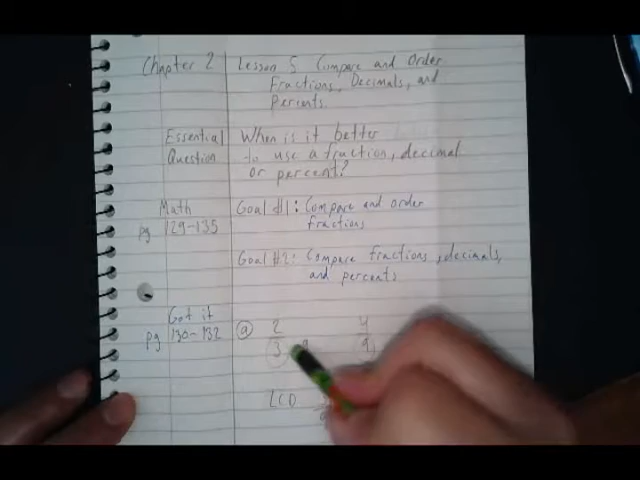 Chapter 2
Lesson 5 Compare and Order
Fractions, Decimals, and
Percents
Essential
Question
When is it better
to use a fraction, decimal
or percent?
Math
pg 129-135
Goal #1: Compare and order
fractions
Goal #2: Compare fractions, decimals,
and percents
Got it
pg 130-132
a 2 4
3 9
LCD